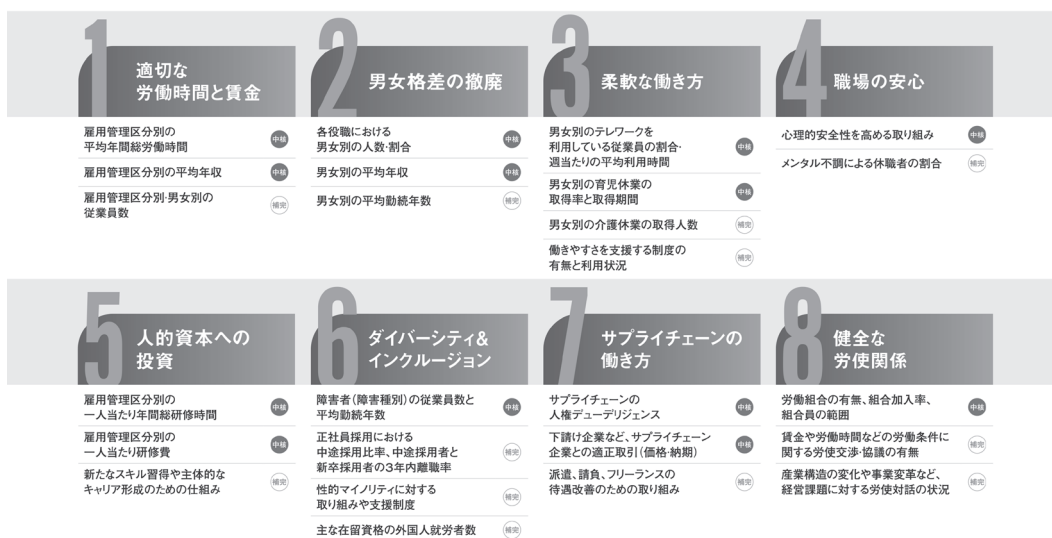 1
適切な
労働時間と賃金
雇用管理区分別の
平均年間総労働時間
中核
雇用管理区分別の平均年収
中核
雇用管理区分別・男女別の
従業員数
補完
2
男女格差の撤廃
各役職における
男女別の人数・割合
中核
男女別の平均年収
中核
男女別の平均勤続年数
補完
3
柔軟な働き方
男女別のテレワークを
利用している従業員の割合・
週当たりの平均利用時間
中核
男女別の育児休業の
取得率と取得期間
中核
男女別の介護休業の取得人数
補完
働きやすさを支援する制度の
有無と利用状況
補完
4
職場の安心
心理的安全性を高める取り組み
中核
メンタル不調による休職者の割合
補完
5
人的資本への
投資
雇用管理区分別の
一人当たり年間総研修時間
中核
雇用管理区分別の
一人当たり研修費
中核
新たなスキル習得や主体的な
キャリア形成のための仕組み
補完
6
ダイバーシティ&
インクルージョン
障害者(障害種別)の従業員数と
平均勤続年数
中核
正社員採用における
中途採用比率、中途採用者と
新卒採用者の3年内離職率
補完
性的マイノリティに対する
取り組みや支援制度
補完
主な在留資格の外国人就労者数
補完
7
サプライチェーンの
働き方
サプライチェーンの
人権デューデリジェンス
中核
下請け企業など、サプライチェーン
企業との適正取引(価格・納期)
中核
派遣、請負、フリーランスの
待遇改善のための取り組み
補完
8
健全な
労使関係
労働組合の有無、組合加入率、
組合員の範囲
中核
賃金や労働時間などの労働条件に
関する労使交渉・協議の有無
補完
産業構造の変化や事業変革など、
経営課題に対する労使対話の状況
補完